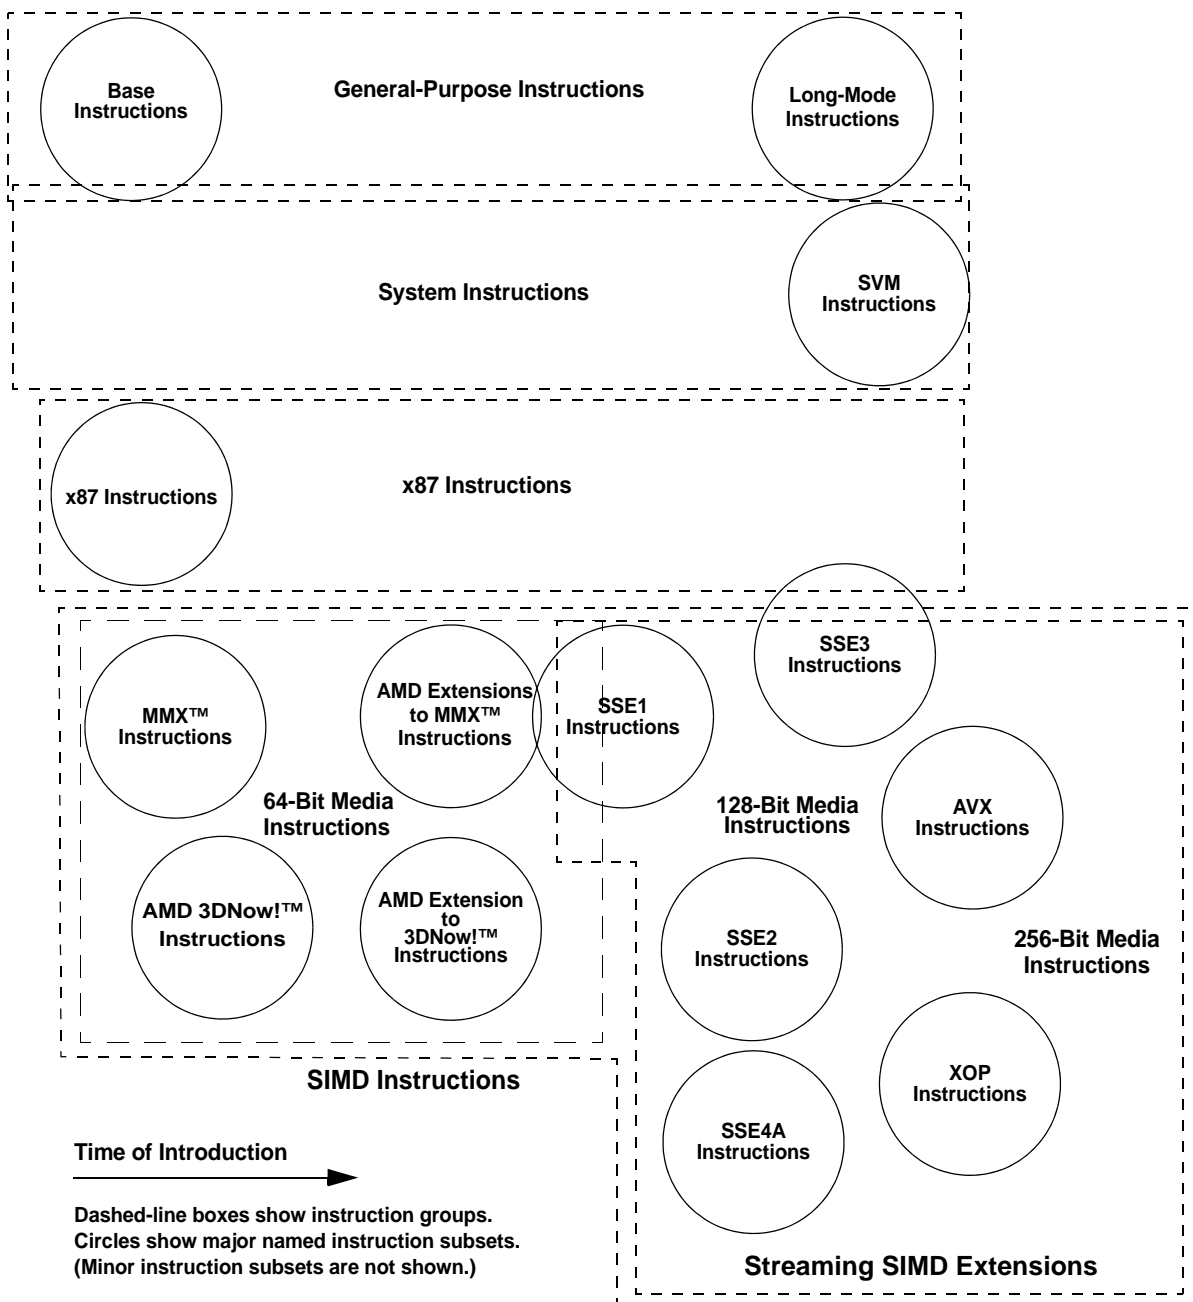 Base
Instructions
General-Purpose Instructions
Long-Mode
Instructions
System Instructions
SVM
Instructions
x87 Instructions
x87 Instructions
SSE3
Instructions
MMX™
Instructions
AMD Extensions
to MMX™
Instructions
SSE1
Instructions
64-Bit Media
Instructions
128-Bit Media
Instructions
AVX
Instructions
AMD 3DNow!™
Instructions
AMD Extension
to
3DNow!™
Instructions
SSE2
Instructions
256-Bit Media
Instructions
SIMD Instructions
XOP
Instructions
SSE4A
Instructions
Time of Introduction
Dashed-line boxes show instruction groups.
Circles show major named instruction subsets.
(Minor instruction subsets are not shown.)
Streaming SIMD Extensions